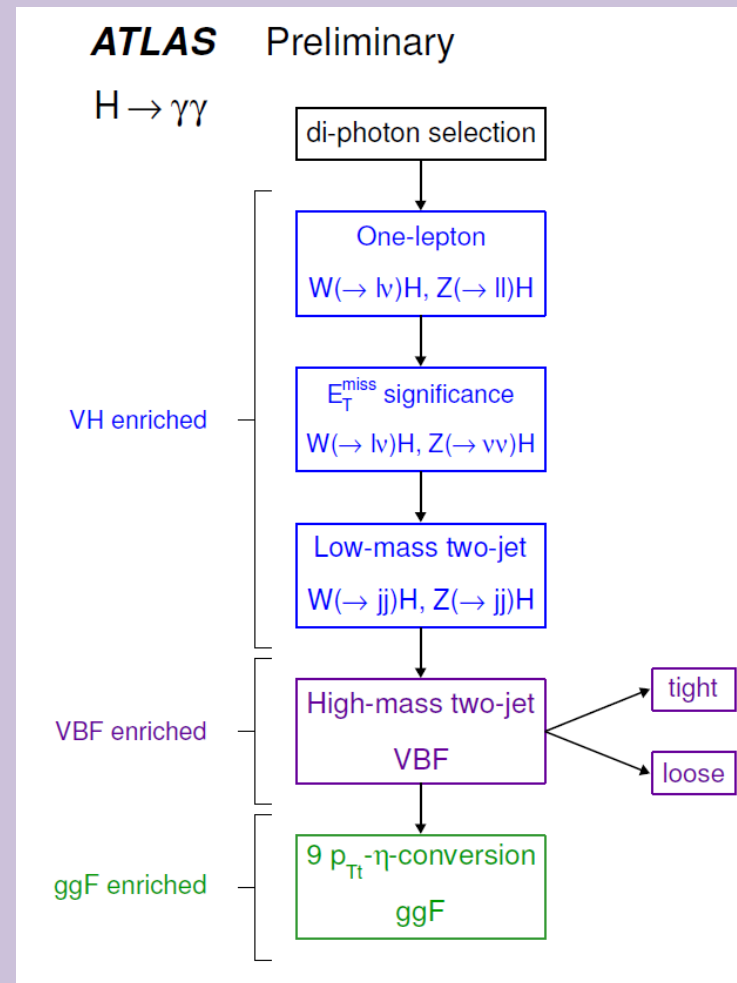 ATLAS Preliminary
H → γγ
di-photon selection
One-lepton
W(→ lν)H, Z(→ ll)H
E_T^miss significance
W(→ lν)H, Z(→ νν)H
VH enriched
Low-mass two-jet
W(→ jj)H, Z(→ jj)H
High-mass two-jet
VBF
VBF enriched
tight
loose
9 p_Tt-η-conversion
ggF
ggF enriched